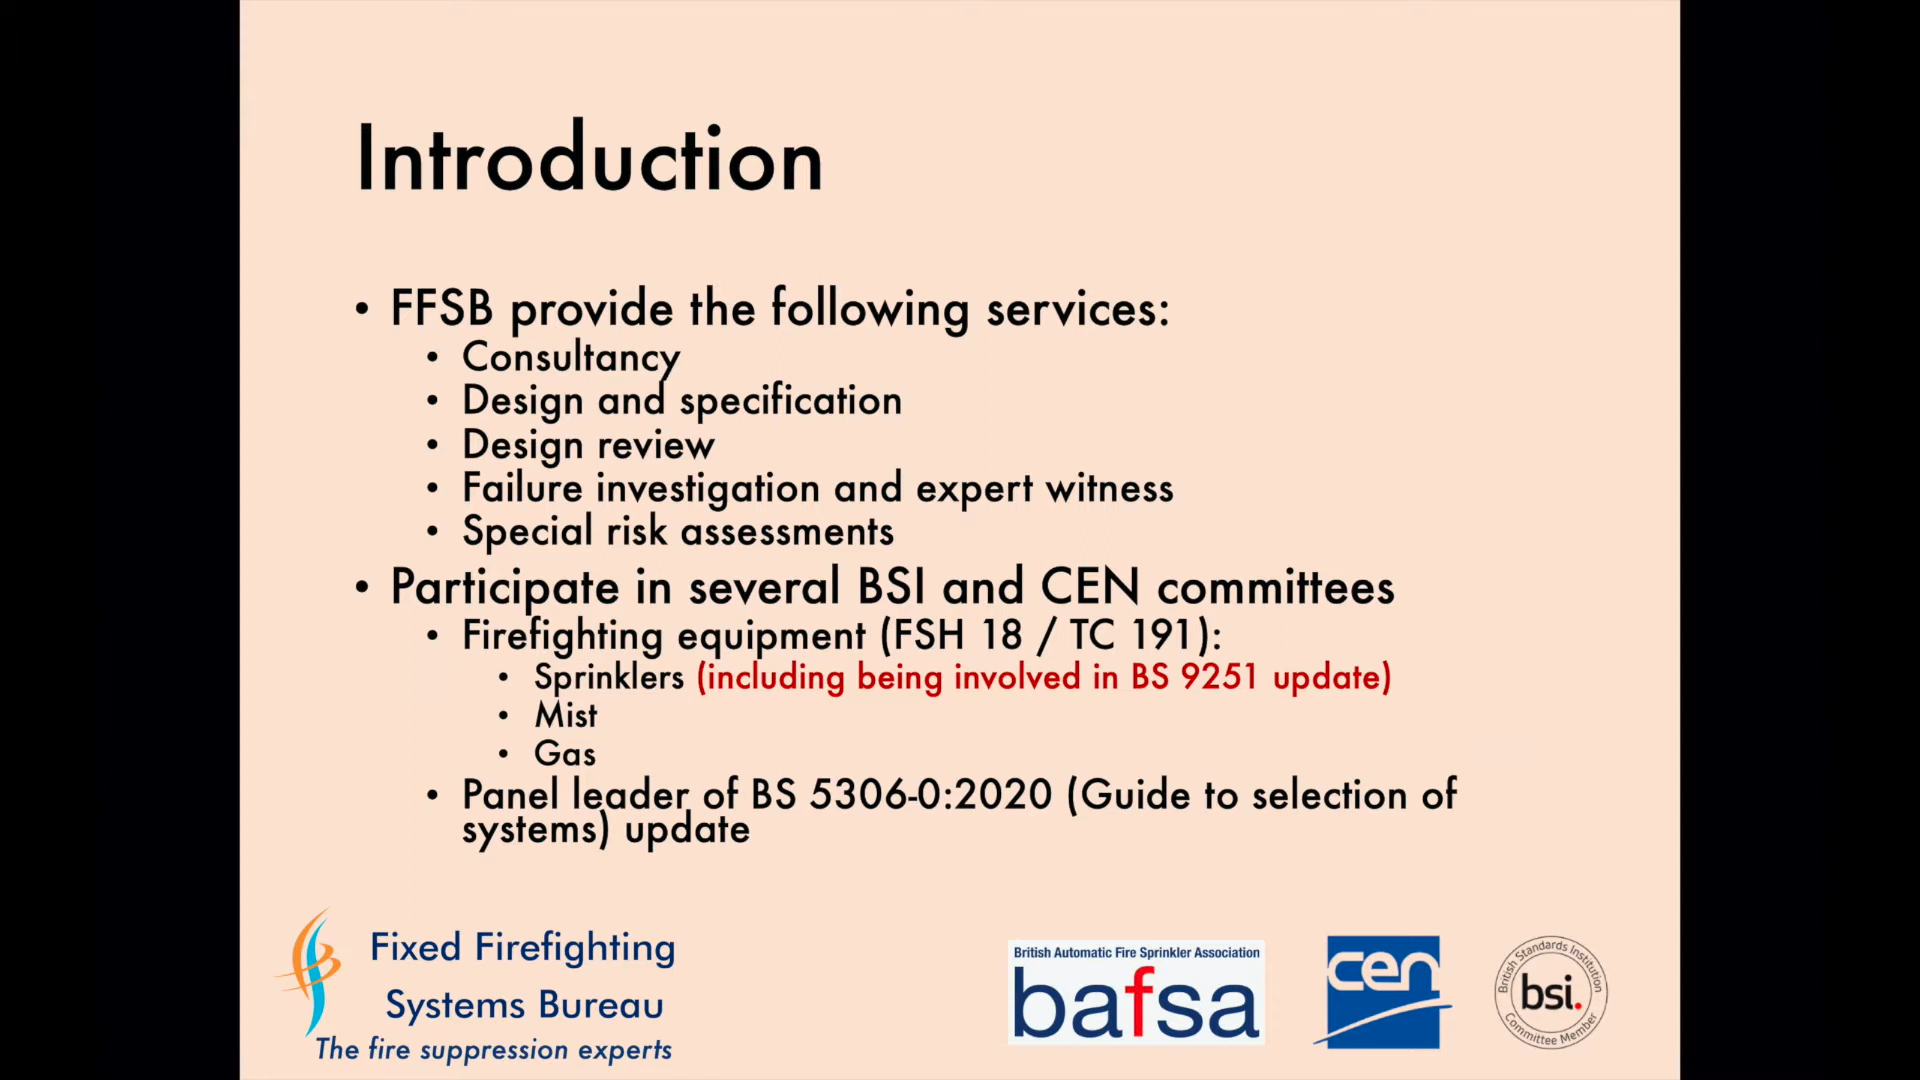 Introduction
• FFSB provide the following services:
• Consultancy
• Design and specification
• Design review
• Failure investigation and expert witness
• Special risk assessments
• Participate in several BSI and CEN committees
• Firefighting equipment (FSH 18 / TC 191):
• Sprinklers (including being involved in BS 9251 update)
• Mist
• Gas
• Panel leader of BS 5306-0:2020 (Guide to selection of
systems) update
Fixed Firefighting
Systems Bureau
The fire suppression experts
British Automatic Fire Sprinkler Association
bafsa
cen
British Standards Institution
bsi.
Committee Member